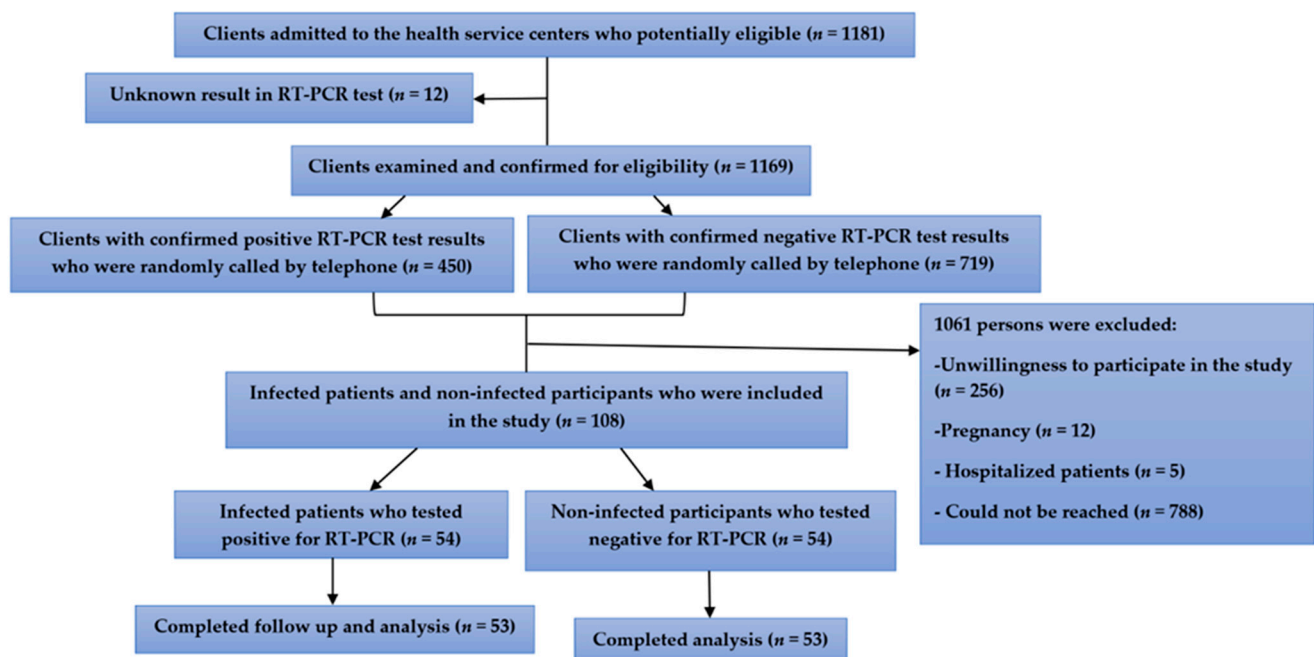 Clients admitted to the health service centers who potentially eligible (n = 1181)
Unknown result in RT-PCR test (n = 12)
Clients examined and confirmed for eligibility (n = 1169)
Clients with confirmed positive RT-PCR test results
who were randomly called by telephone (n = 450)
Clients with confirmed negative RT-PCR test results
who were randomly called by telephone (n = 719)
1061 persons were excluded:
-Unwillingness to participate in the study
(n = 256)
-Pregnancy (n = 12)
- Hospitalized patients (n = 5)
- Could not be reached (n = 788)
Infected patients and non-infected participants who were included
in the study (n = 108)
Infected patients who tested
positive for RT-PCR (n = 54)
Non-infected participants who tested
negative for RT-PCR (n = 54)
Completed follow up and analysis (n = 53)
Completed analysis (n = 53)